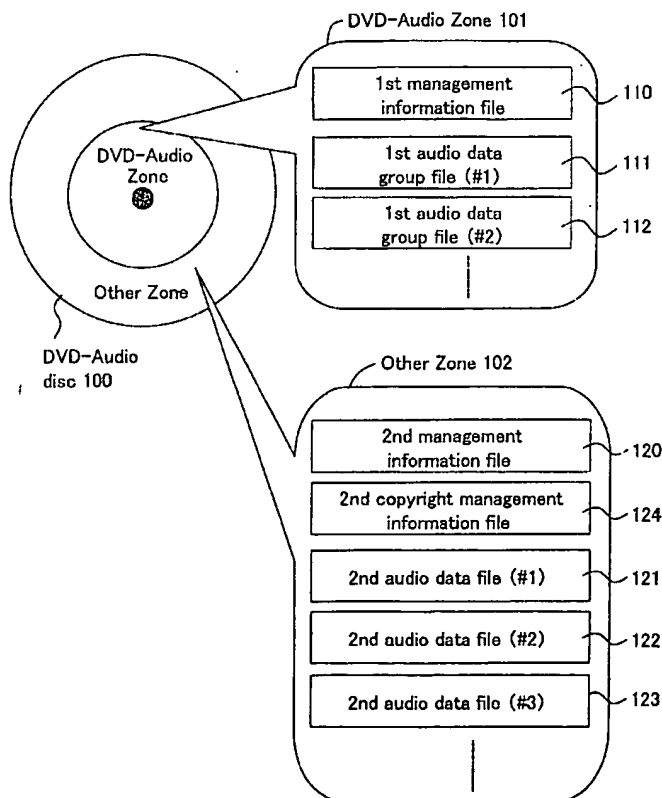 DVD-Audio Zone 101
1st management
information file
110
1st audio data
group file (#1)
111
1st audio data
group file (#2)
112
DVD-Audio
Zone
Other Zone
DVD-Audio
disc 100
Other Zone 102
2nd management
information file
120
2nd copyright management
information file
124
2nd audio data file (#1)
121
2nd audio data file (#2)
122
2nd audio data file (#3)
123